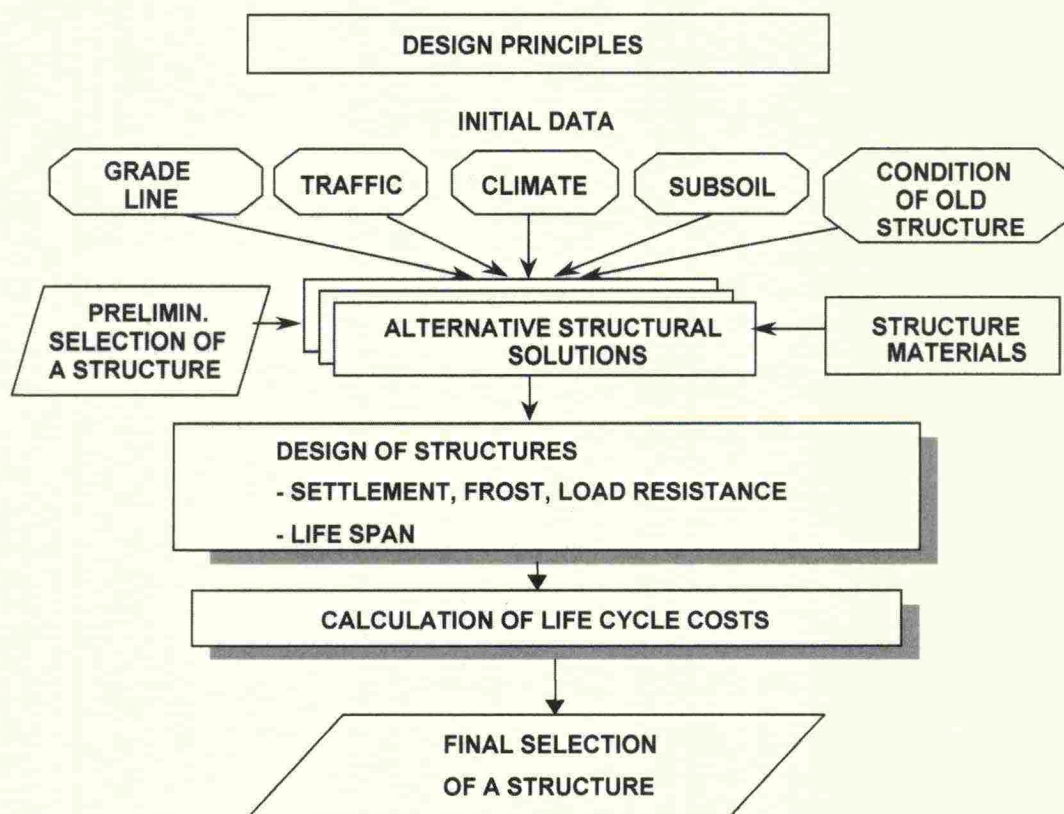 DESIGN PRINCIPLES
INITIAL DATA
GRADE
LINE
TRAFFIC
CLIMATE
SUBSOIL
CONDITION
OF OLD
STRUCTURE
PRELIMIN.
SELECTION OF
A STRUCTURE
ALTERNATIVE STRUCTURAL
SOLUTIONS
STRUCTURE
MATERIALS
DESIGN OF STRUCTURES
- SETTLEMENT, FROST, LOAD RESISTANCE
- LIFE SPAN
CALCULATION OF LIFE CYCLE COSTS
FINAL SELECTION
OF A STRUCTURE